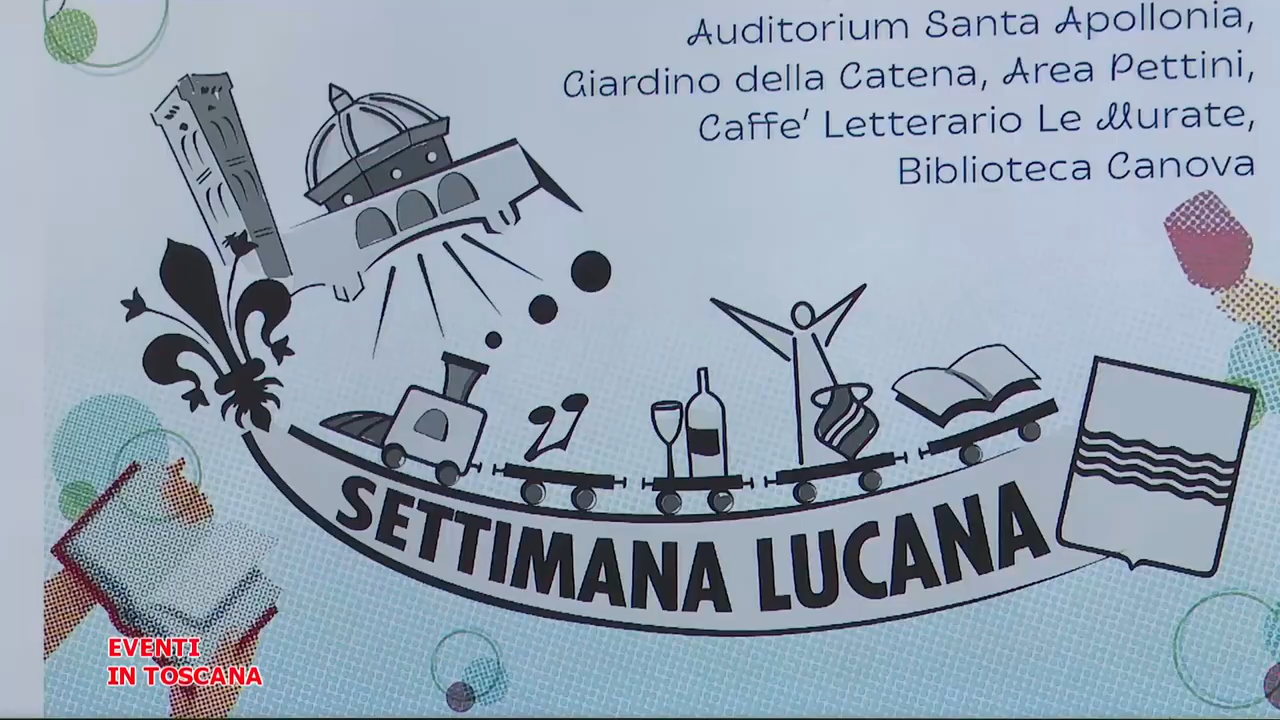 Auditorium Santa Apollonia,
Giardino della Catena, Area Pettini,
Caffe' Letterario Le Murate,
Biblioteca Canova
SETTIMANA LUCANA
EVENTI
IN TOSCANA